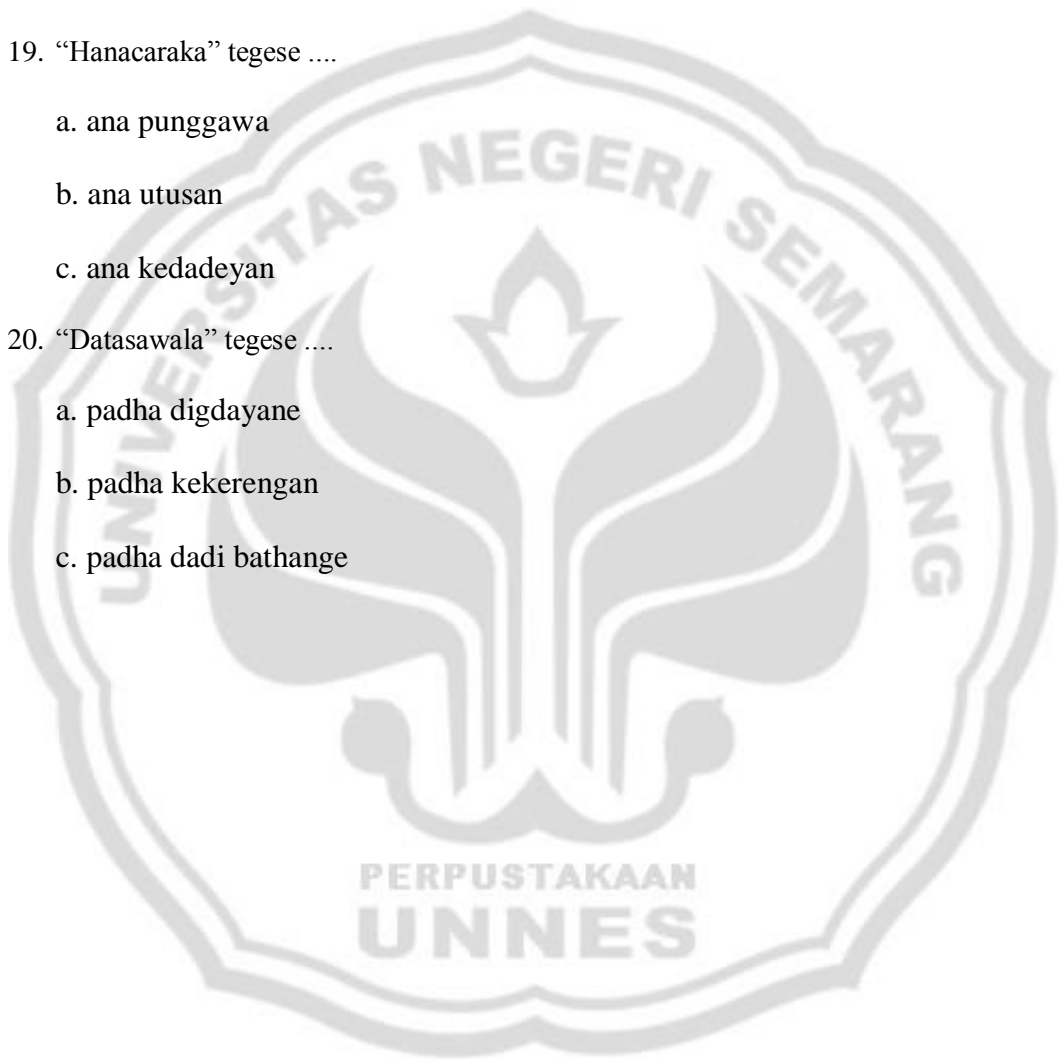 19. “Hanacaraka” tegese ....
a. ana punggawa
b. ana utusan
c. ana kedadeyan
20. “Datasawala” tegese ....
a. padha digdayane
b. padha kekerengan
c. padha dadi bathange
UNIVERSITAS NEGERI SEMARANG
PERPUSTAKAAN
UNNES